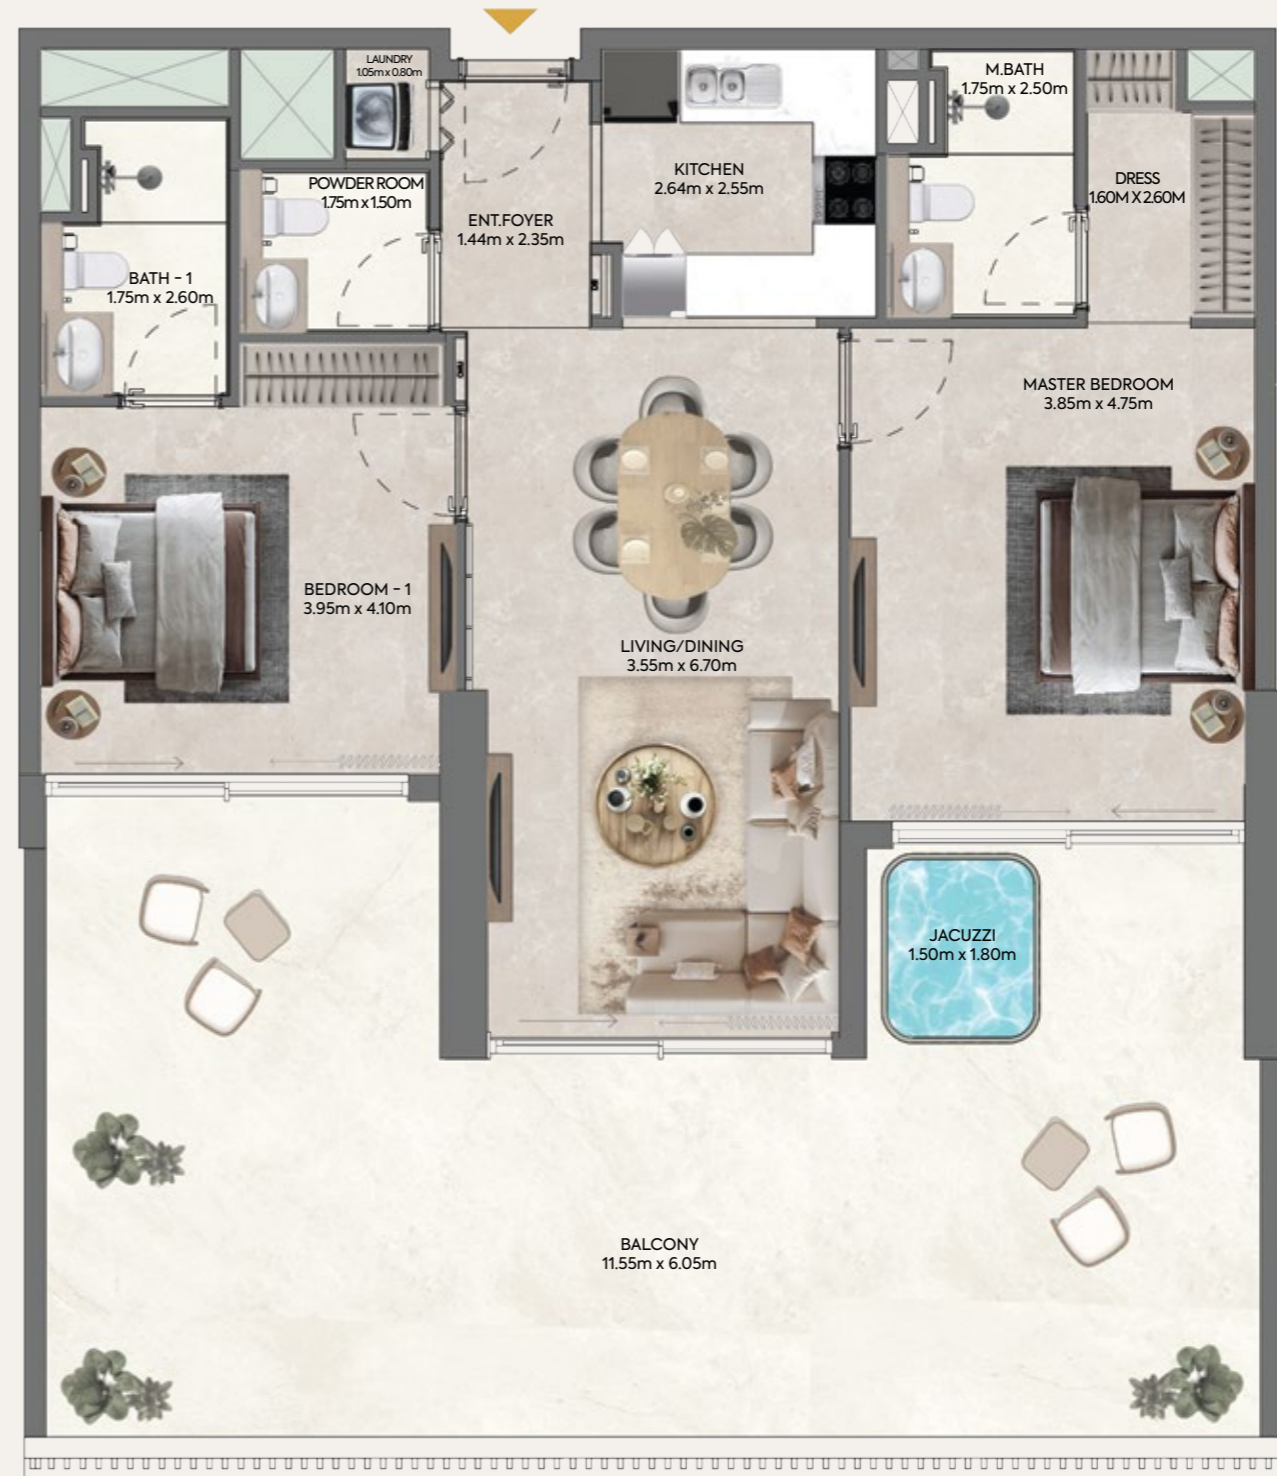 LAUNDRY
1.05m x 0.80m
M.BATH
1.75m x 2.50m
KITCHEN
2.64m x 2.55m
DRESS
1.60M X 2.60M
POWDER ROOM
1.75m x 1.50m
ENT.FOYER
1.44m x 2.35m
BATH - 1
1.75m x 2.60m
MASTER BEDROOM
3.85m x 4.75m
BEDROOM - 1
3.95m x 4.10m
LIVING/DINING
3.55m x 6.70m
JACUZZI
1.50m x 1.80m
BALCONY
11.55m x 6.05m